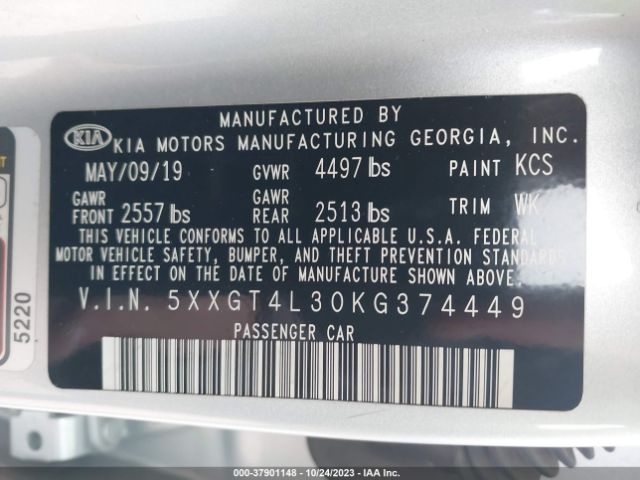 MANUFACTURED BY
KIA KIA MOTORS MANUFACTURING GEORGIA, INC.
MAY/09/19 GVWR 4497 lbs PAINT KCS
GAWR FRONT 2557 lbs GAWR REAR 2513 lbs TRIM WK
THIS VEHICLE CONFORMS TO ALL APPLICABLE U.S.A. FEDERAL
MOTOR VEHICLE SAFETY, BUMPER, AND THEFT PREVENTION STANDARDS
IN EFFECT ON THE DATE OF MANUFACTURE SHOWN ABOVE.
V.I.N. 5XXGT4L30KG374449
PASSENGER CAR
5220
000-37901148 - 10/24/2023 - IAAI.CA